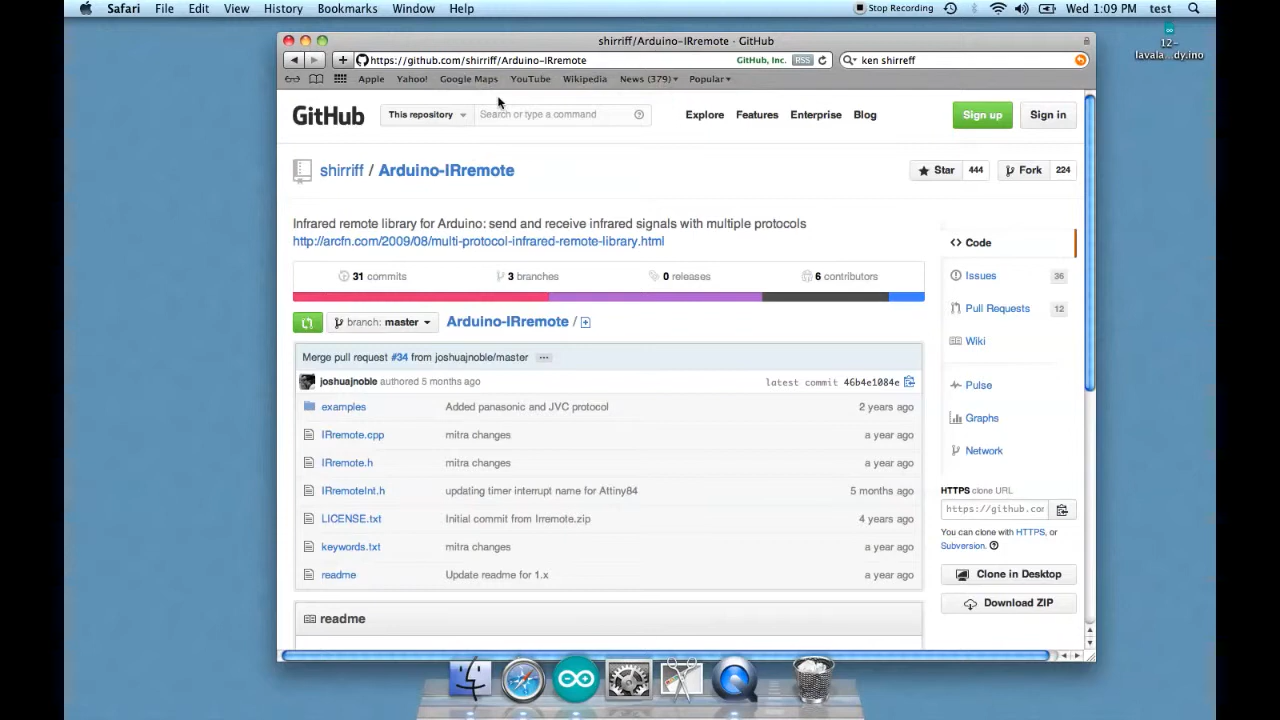 Safari File Edit View History Bookmarks Window Help Stop Recording Wed 1:09 PM test
12-
lavala...dy.ino
shirriff/Arduino-IRremote · GitHub
https://github.com/shirriff/Arduino-IRremote GitHub, Inc. RSS ken shirreff
Apple Yahoo! Google Maps YouTube Wikipedia News (379) Popular
GitHub This repository Search or type a command Explore Features Enterprise Blog Sign up Sign in
shirriff / Arduino-IRremote Star 444 Fork 224
Infrared remote library for Arduino: send and receive infrared signals with multiple protocols
http://arcfn.com/2009/08/multi-protocol-infrared-remote-library.html
31 commits 3 branches 0 releases 6 contributors
branch: master Arduino-IRremote /
Merge pull request #34 from joshuajnoble/master ...
joshuajnoble authored 5 months ago latest commit 46b4e1084e
examples Added panasonic and JVC protocol 2 years ago
IRremote.cpp mitra changes a year ago
IRremote.h mitra changes a year ago
IRremoteInt.h updating timer interrupt name for Attiny84 5 months ago
LICENSE.txt Initial commit from Irremote.zip 4 years ago
keywords.txt mitra changes a year ago
readme Update readme for 1.x a year ago
readme
Code
Issues 36
Pull Requests 12
Wiki
Pulse
Graphs
Network
HTTPS clone URL
https://github.com
You can clone with HTTPS, or
Subversion.
Clone in Desktop
Download ZIP